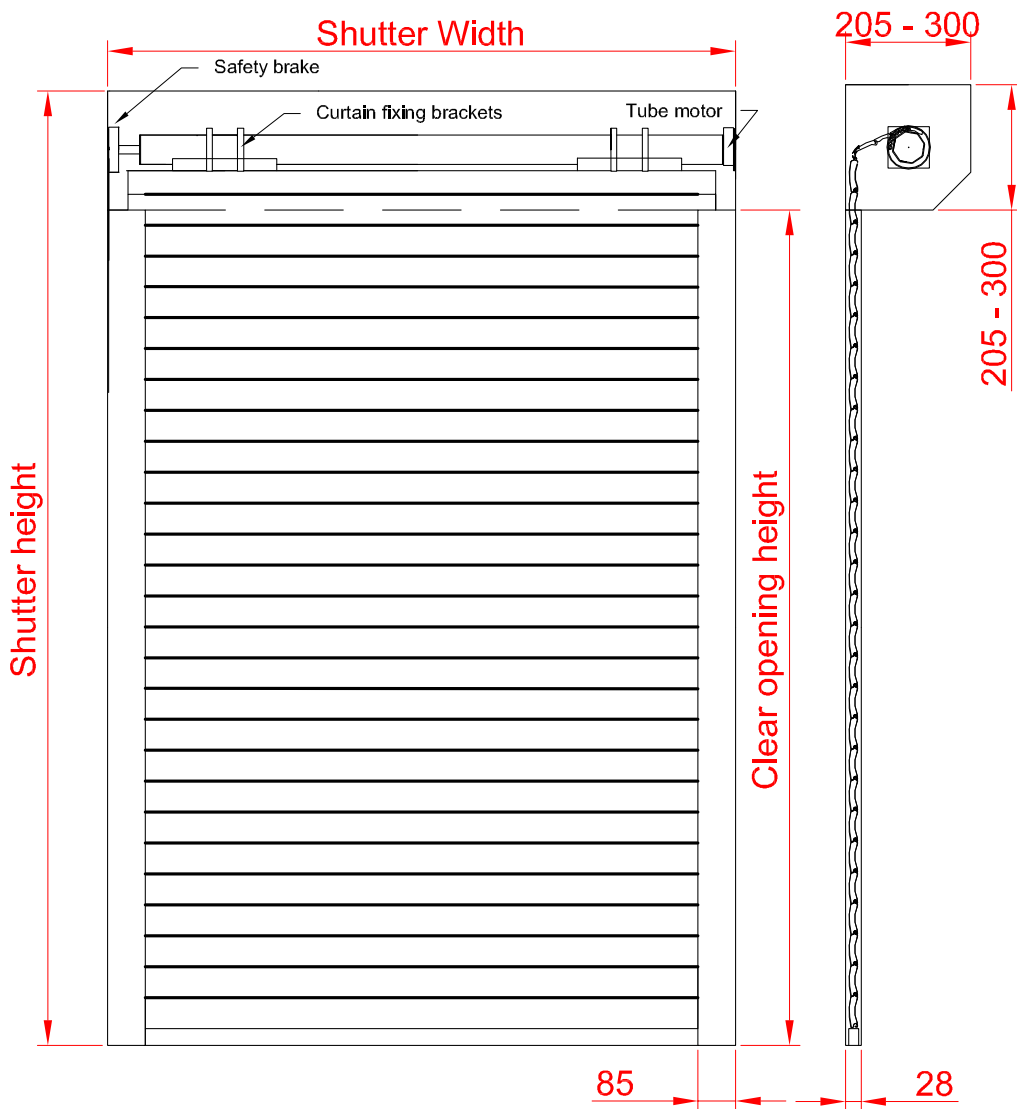 Shutter Width
205 - 300
Safety brake
Curtain fixing brackets
Tube motor
205 - 300
Shutter height
Clear opening height
85
28